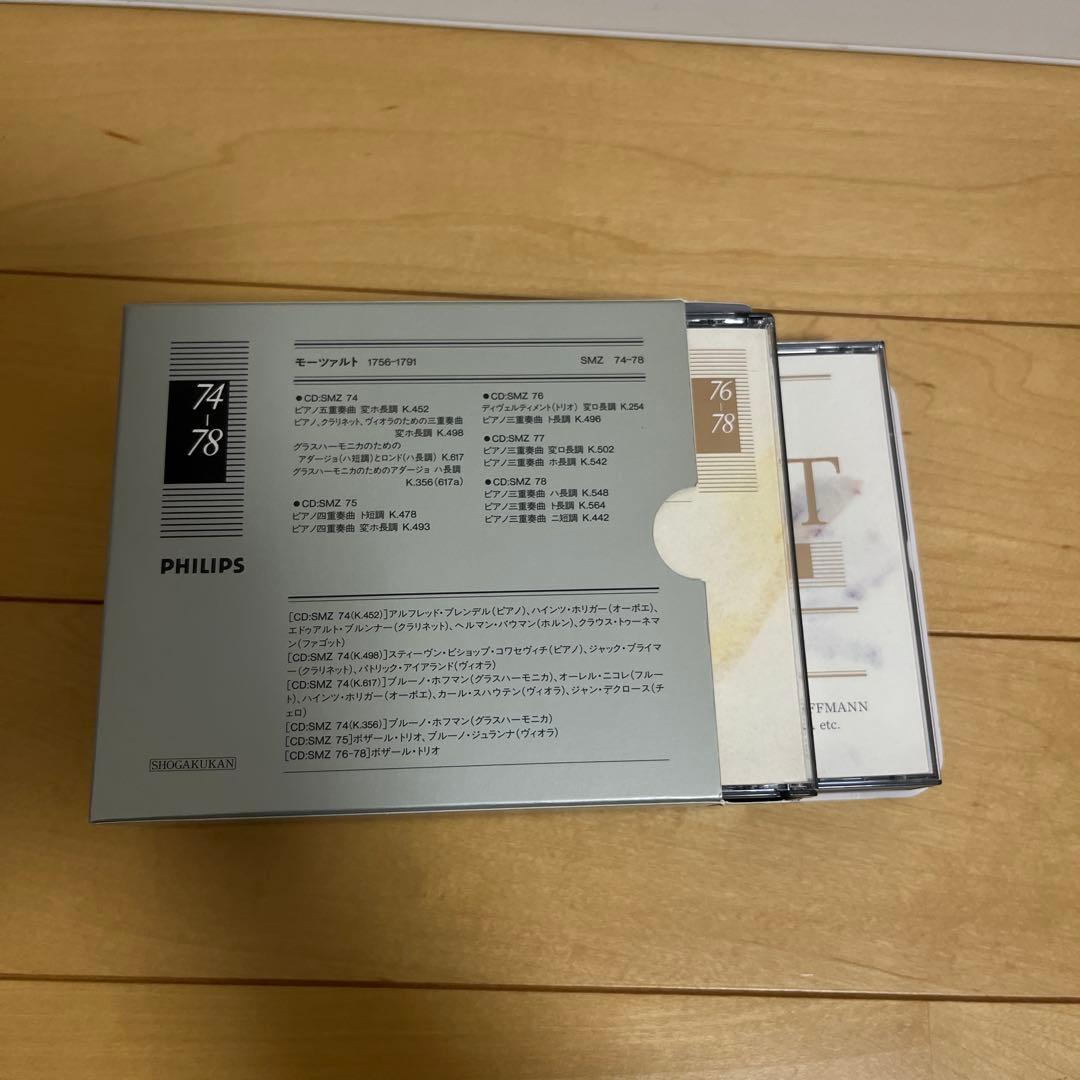 74
-
78
PHILIPS
SHOGAKUKAN
モーツァルト 1756-1791 SMZ 74-78
●CD:SMZ 74
ピアノ五重奏曲 変ホ長調 K.452
ピアノ、クラリネット、ヴィオラのための三重奏曲
変ホ長調 K.498
グラスハーモニカのための
アダージョ(ハ短調)とロンド(ハ長調) K.617
グラスハーモニカのためのアダージョ ハ長調
K.356(617a)
●CD:SMZ 75
ピアノ四重奏曲 ト短調 K.478
ピアノ四重奏曲 変ホ長調 K.493
●CD:SMZ 76
ディヴェルティメント(トリオ) 変ロ長調 K.254
ピアノ三重奏曲 ト長調 K.496
●CD:SMZ 77
ピアノ三重奏曲 変ロ長調 K.502
ピアノ三重奏曲 ホ長調 K.542
●CD:SMZ 78
ピアノ三重奏曲 ハ長調 K.548
ピアノ三重奏曲 ト長調 K.564
ピアノ三重奏曲 ニ短調 K.442
[CD:SMZ 74(K.452)]アルフレッド・ブレンデル(ピアノ)、ハインツ・ホリガー(オーボエ)、
エドゥアルト・ブルンナー(クラリネット)、ヘルマン・バウマン(ホルン)、クラウス・トゥーネマ
ン(ファゴット)
[CD:SMZ 74(K.498)]スティーヴン・ビショップ・コワセヴィチ(ピアノ)、ジャック・ブライマ
ー(クラリネット)、パトリック・アイアランド(ヴィオラ)
[CD:SMZ 74(K.617)]ブルーノ・ホフマン(グラスハーモニカ)、オーレル・ニコレ(フルー
ト)、ハインツ・ホリガー(オーボエ)、カール・スハウテン(ヴィオラ)、ジャン・デクロース(チ
ェロ)
[CD:SMZ 74(K.356)]ブルーノ・ホフマン(グラスハーモニカ)
[CD:SMZ 75]ボザール・トリオ、ブルーノ・ジュランナ(ヴィオラ)
[CD:SMZ 76-78]ボザール・トリオ
76
-
78
T
FFMANN
. etc.